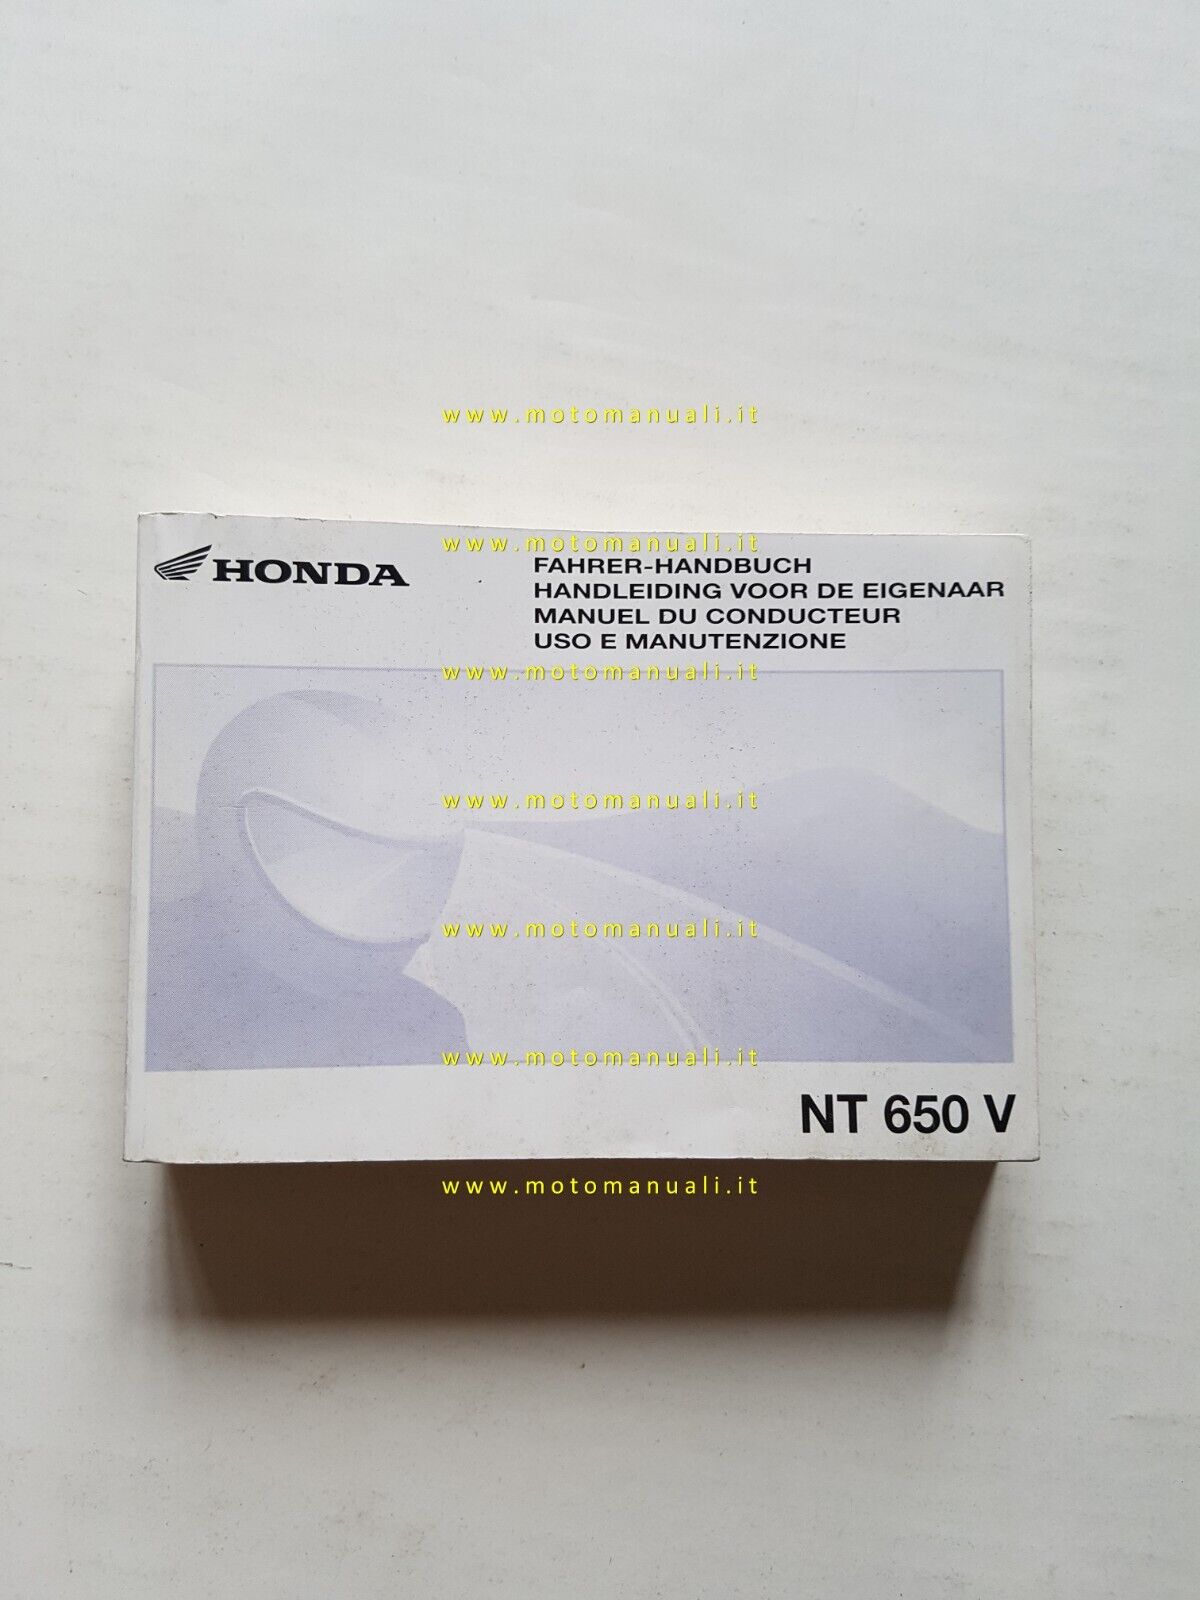 www.motomanuali.it
www.motomanuali.it
HONDA
FAHRER-HANDBUCH
HANDLEIDING VOOR DE EIGENAAR
MANUEL DU CONDUCTEUR
USO E MANUTENZIONE
www.motomanuali.it
www.motomanuali.it
www.motomanuali.it
www.motomanuali.it
NT 650 V
www.motomanuali.it